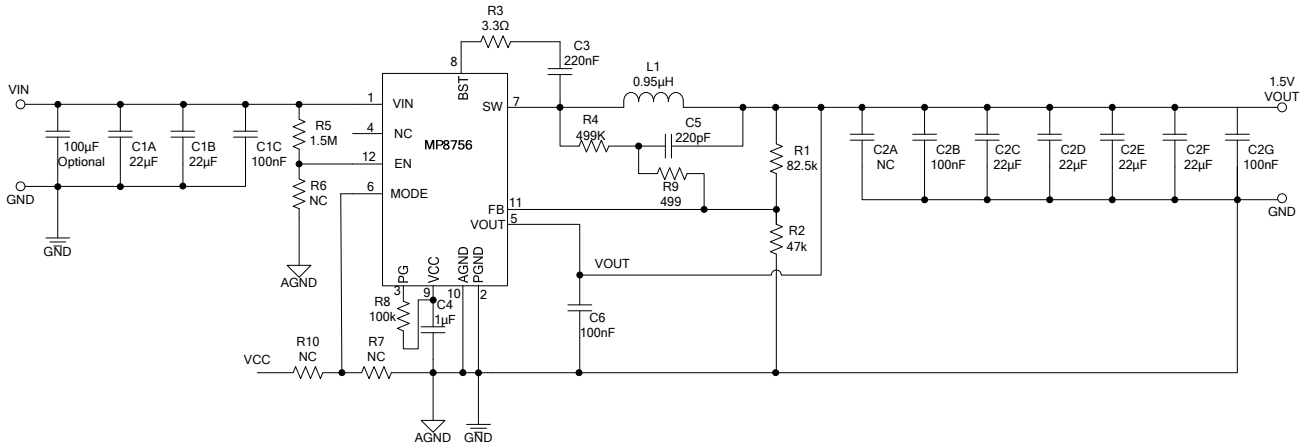 R3
3.3Ω
C3
220nF
8
BST
L1
0.95µH
VIN
1
VIN
SW
7
1.5V
VOUT
100µF
Optional
C1A
22µF
C1B
22µF
C1C
100nF
R5
1.5M
4
NC
MP8756
R4
499K
C5
220pF
R1
82.5k
C2A
NC
C2B
100nF
C2C
22µF
C2D
22µF
C2E
22µF
C2F
22µF
C2G
100nF
12
EN
R6
NC
6
MODE
R9
499
GND
FB
11
VOUT
5
GND
R2
47k
GND
AGND
PG
VCC
AGND
PGND
VOUT
3
9
10
2
R8
100k
C4
1µF
C6
100nF
R10
NC
R7
NC
VCC
AGND
GND